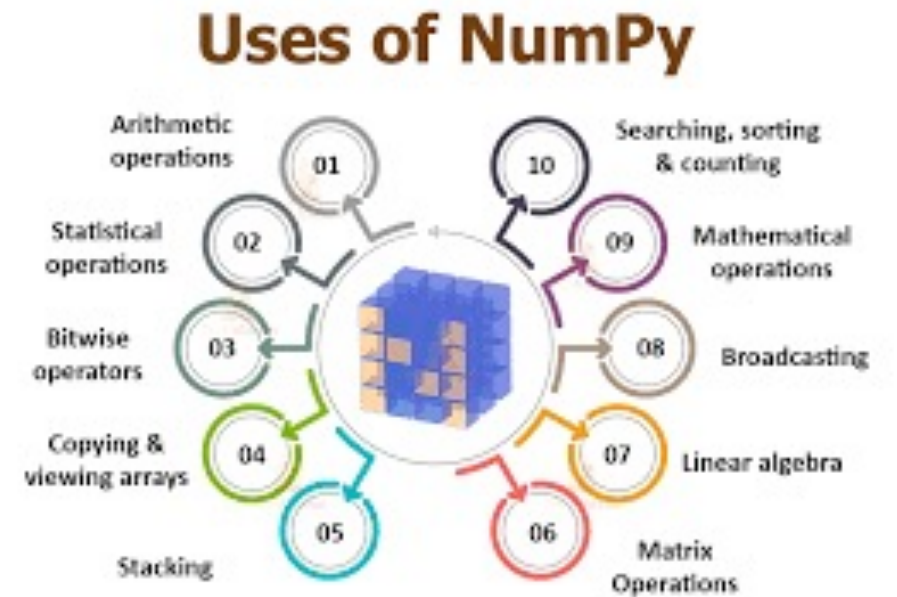 Uses of NumPy
Arithmetic
operations
01
Statistical
operations
02
Bitwise
operators
03
Copying &
viewing arrays
04
Stacking
05
Matrix
Operations
06
Linear algebra
07
Broadcasting
08
Mathematical
operations
09
Searching, sorting
& counting
10